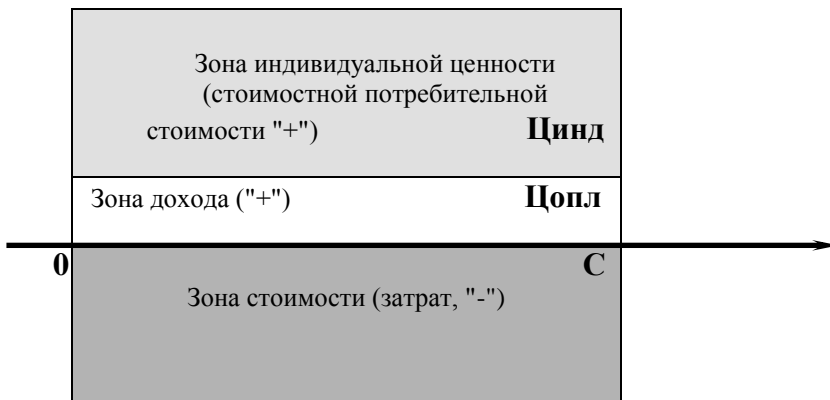 Зона индивидуальной ценности
(стоимостной потребительной
стоимости "+") Цинд
Зона дохода ("+") Цопл
0 С
Зона стоимости (затрат, "-")